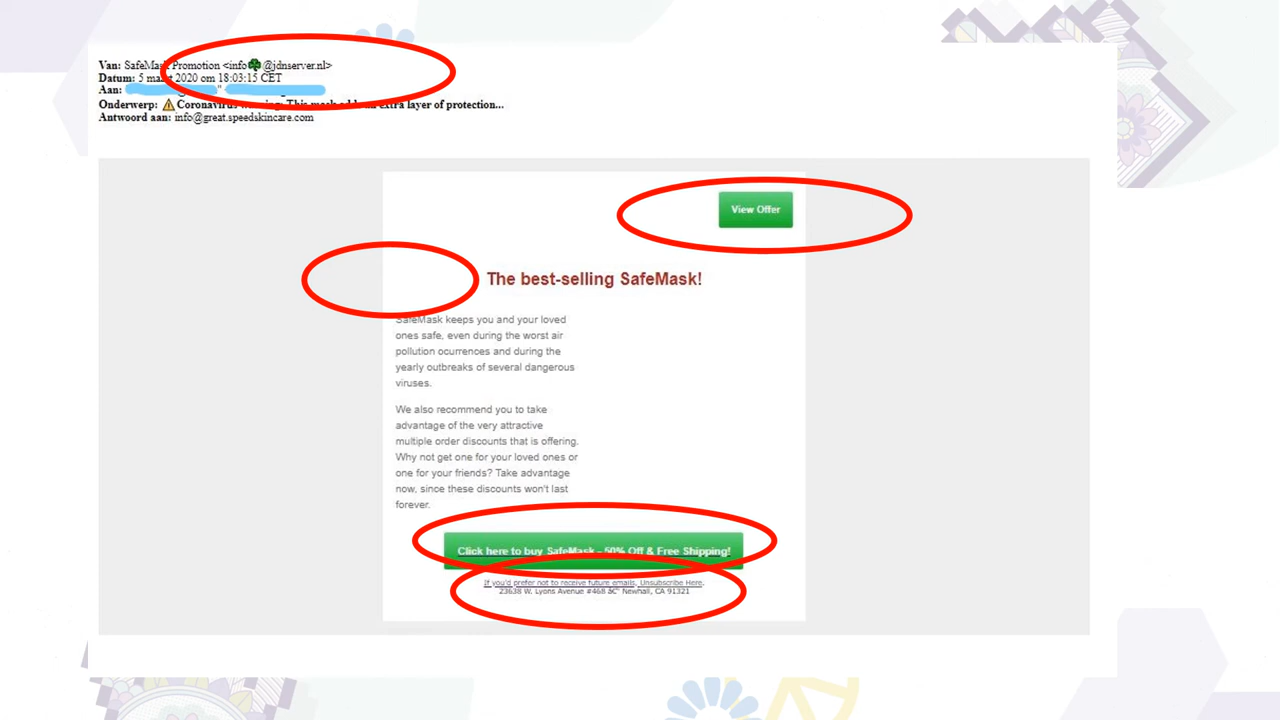 Van: SafeMask Promotion <info🍀@jdnserver.nl>
Datum: 5 maart 2020 om 18:03:15 CET
Aan:
Onderwerp: ⚠ Coronavirus warning: This mask adds an extra layer of protection...
Antwoord aan: info@great.speedskincare.com
View Offer
The best-selling SafeMask!
SafeMask keeps you and your loved
ones safe, even during the worst air
pollution ocurrences and during the
yearly outbreaks of several dangerous
viruses.
We also recommend you to take
advantage of the very attractive
multiple order discounts that is offering.
Why not get one for your loved ones or
one for your friends? Take advantage
now, since these discounts won't last
forever.
Click here to buy SafeMask - 50% Off & Free Shipping!
If you'd prefer not to receive future emails, Unsubscribe Here.
23638 W. Lyons Avenue #468 â€" Newhall, CA 91321